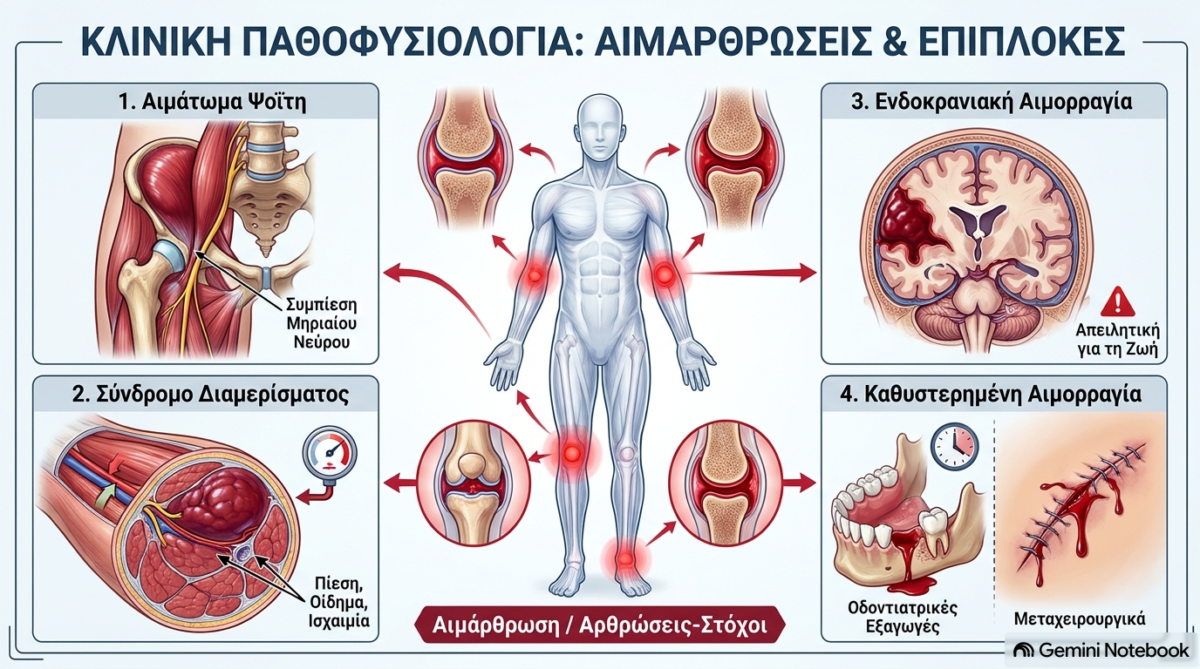 ΚΛΙΝΙΚΗ ΠΑΘΟΦΥΣΙΟΛΟΓΙΑ: ΑΙΜΑΡΘΡΩΣΕΙΣ & ΕΠΙΠΛΟΚΕΣ
1. Αιμάτωμα Ψοΐτη
Συμπίεση
Μηριαίου
Νεύρου
2. Σύνδρομο Διαμερίσματος
Πίεση,
Οίδημα,
Ισχαιμία
Αιμάρθρωση / Αρθρώσεις-Στόχοι
3. Ενδοκρανιακή Αιμορραγία
Απειλητική
για τη Ζωή
4. Καθυστερημένη Αιμορραγία
Οδοντιατρικές
Εξαγωγές
Μεταχειρουργικά
Gemini Notebook